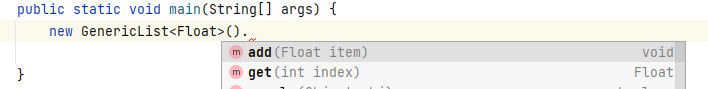 public static void main(String[] args) {
new GenericList<Float>().
m add(Float item) void
m get(int index) Float
}